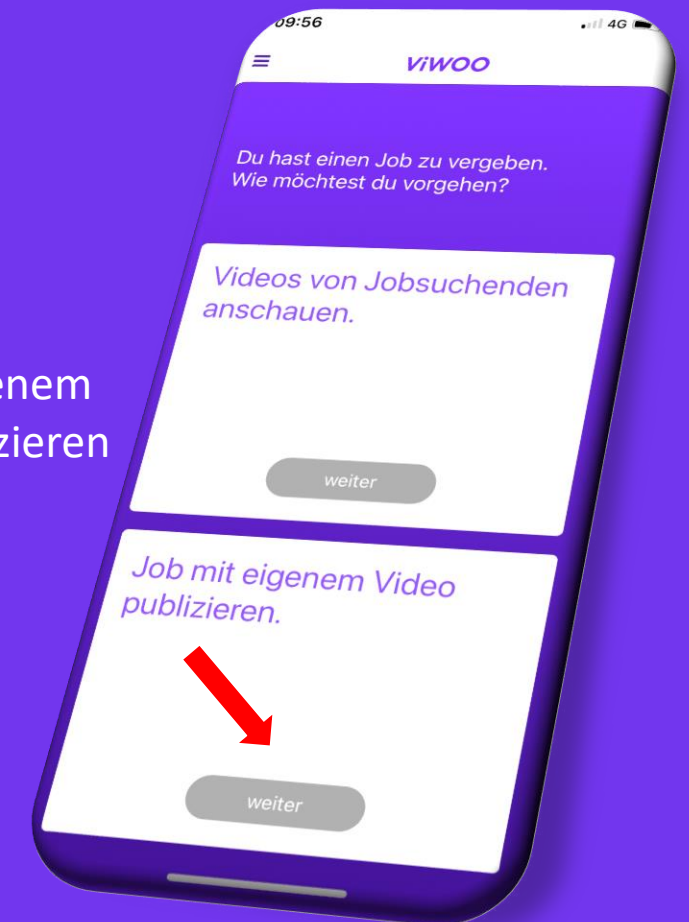 09:56
4G
ViWOO
Du hast einen Job zu vergeben.
Wie möchtest du vorgehen?
Videos von Jobsuchenden
anschauen.
weiter
enem
zieren
Job mit eigenem Video
publizieren.
weiter